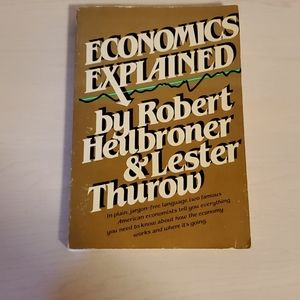 ECONOMICS
EXPLAINED
by Robert
Heilbroner
& Lester
Thurow
In plain, jargon-free language, two famous
American economists tell you everything
you need to know about how the economy
works and where it's going.